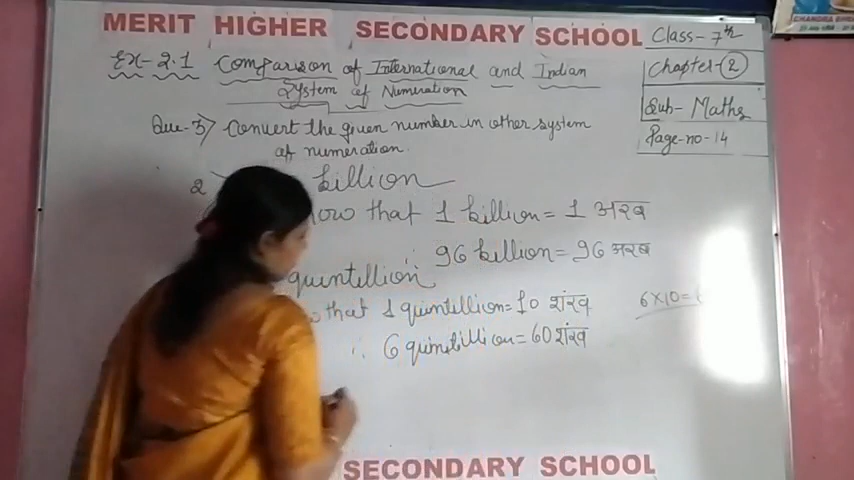 MERIT HIGHER SECONDARY SCHOOL
Class- 7th
Ex- 2.1 Comparison of International and Indian
System of Numeration
Chapter- 2
Sub- Maths
Page-no-14
Que-3) Convert the given number in other system
of numeration.
2
billion
now that 1 billion = 1 अरब
∴ 96 billion = 96 अरब
quintillion
that 1 quintillion = 10 शंख
6×10=
∴ 6 quintillion = 60 शंख
SECONDARY SCHOOL